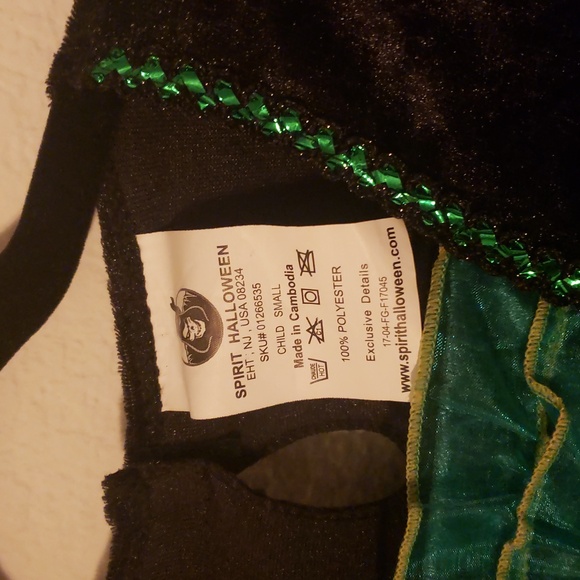 SPIRIT HALLOWEEN
EHT , NJ , USA 08234
SKU# 01266535
CHILD SMALL
Made in Cambodia
100% POLYESTER
Exclusive Details
17-04-FG-F17045
www.spirithalloween.com